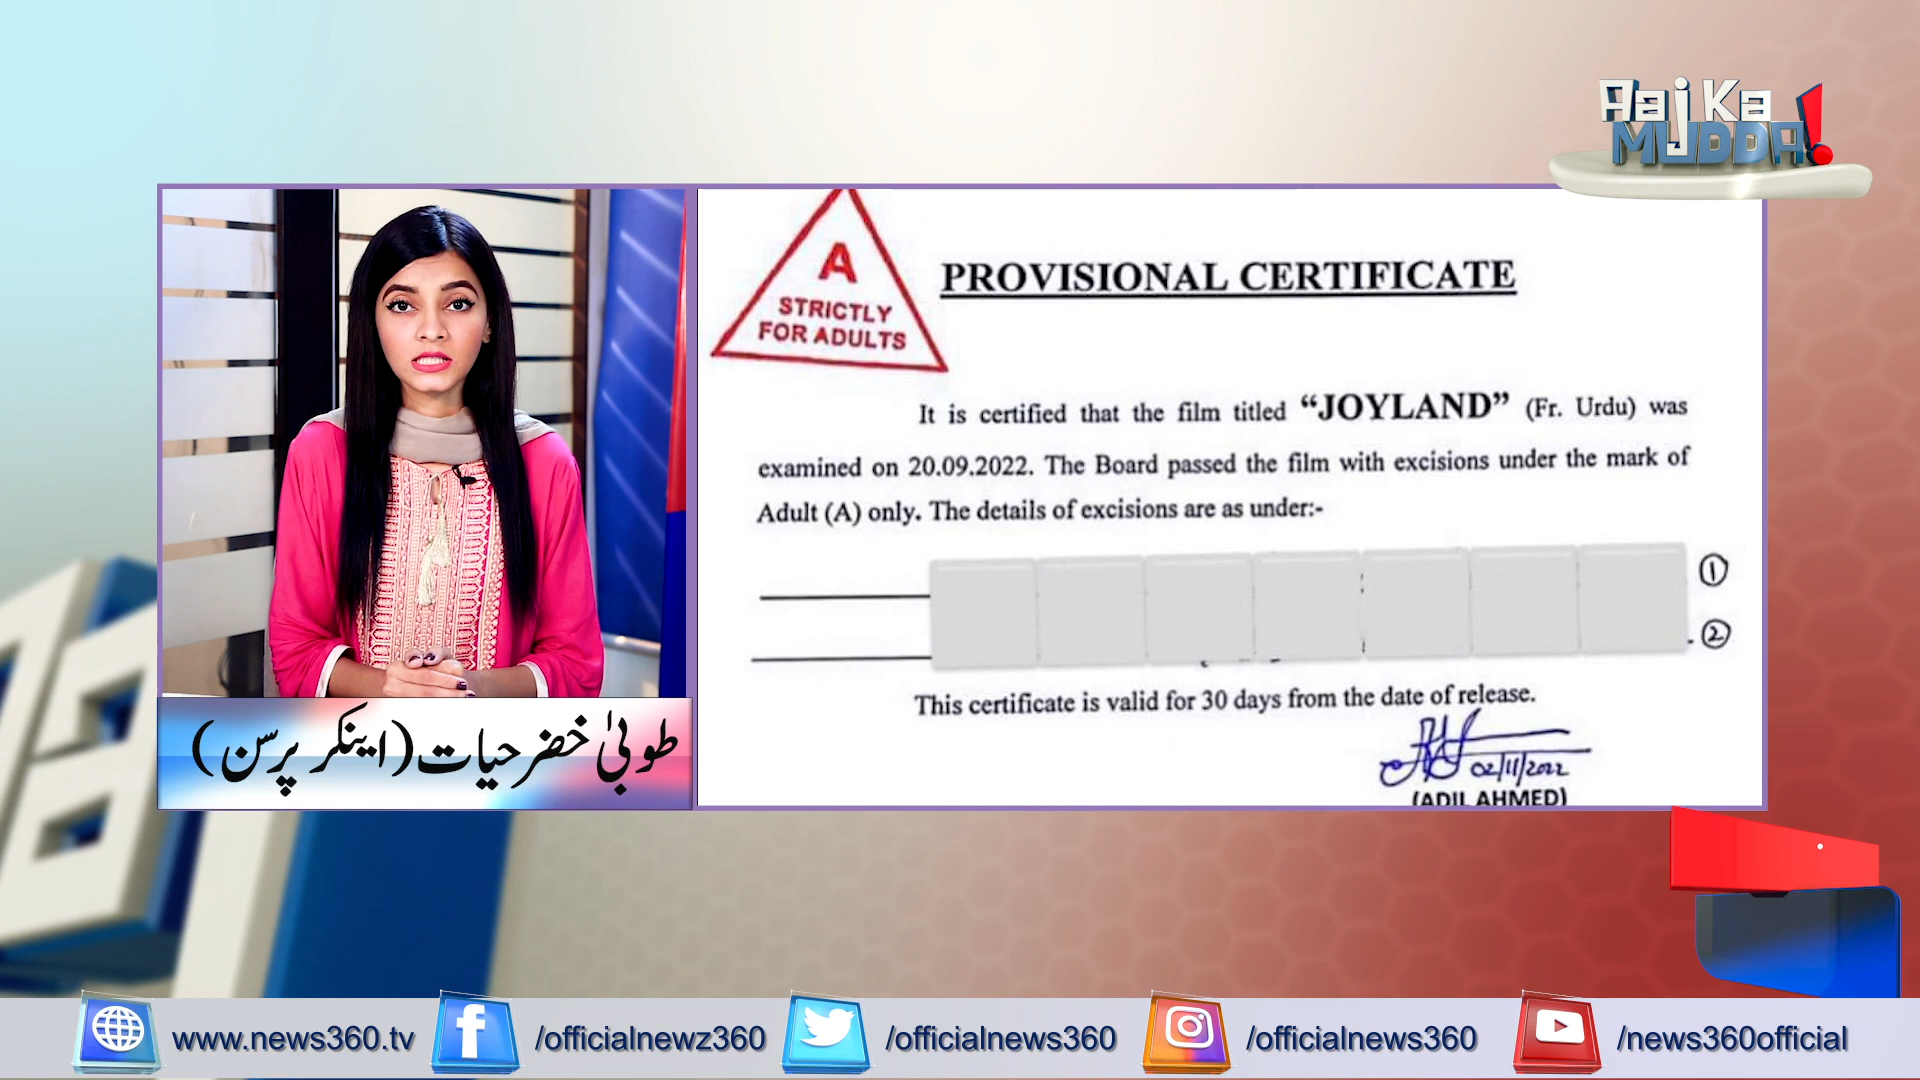 Aaj Ka
MUDDA!
A
STRICTLY
FOR ADULTS
PROVISIONAL CERTIFICATE
It is certified that the film titled “JOYLAND” (Fr. Urdu) was
examined on 20.09.2022. The Board passed the film with excisions under the mark of
Adult (A) only. The details of excisions are as under:-
1
2
This certificate is valid for 30 days from the date of release.
02/11/2022
(ADIL AHMED)
طوبیٰ خضر حیات (اینکر پرسن)
www.news360.tv
/officialnewz360
/officialnews360
/officialnews360
/news360official